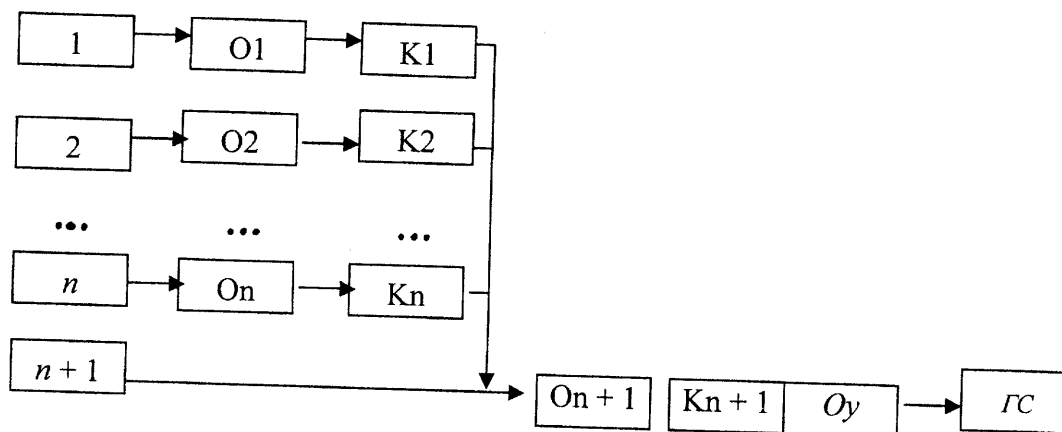 1 O1 K1
2 O2 K2
... ... ...
n On Kn
n + 1
On + 1 Kn + 1 Oy ГС